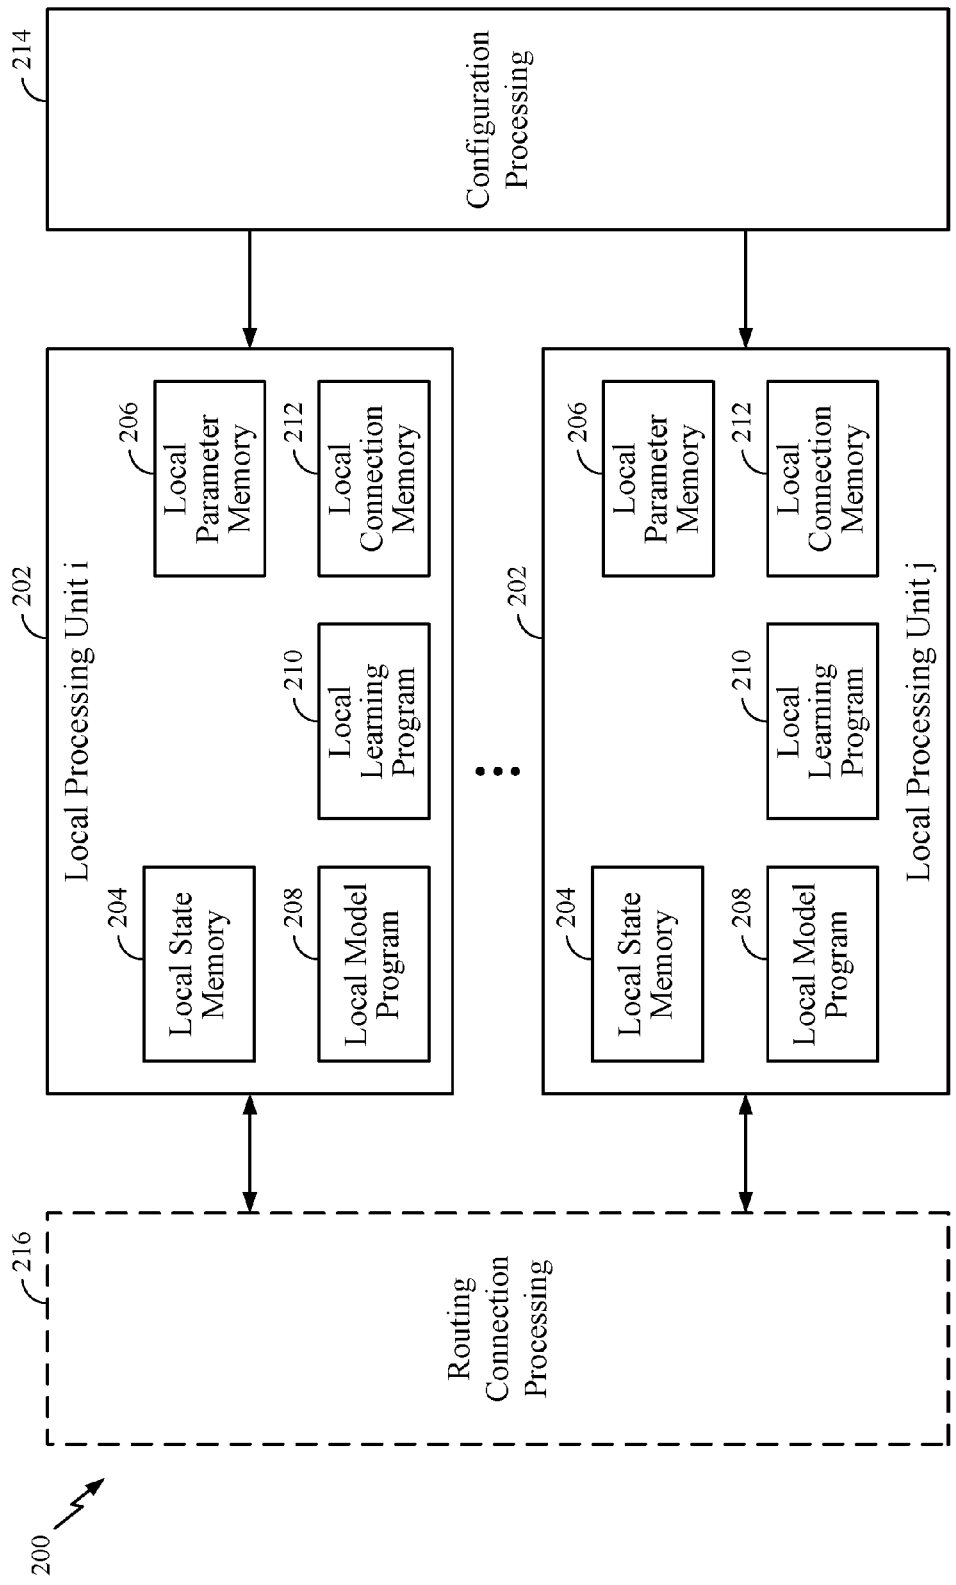 200
216
Routing
Connection
Processing
202
Local Processing Unit i
204
Local State
Memory
206
Local
Parameter
Memory
208
Local Model
Program
210
Local
Learning
Program
212
Local
Connection
Memory
202
204
Local State
Memory
206
Local
Parameter
Memory
208
Local Model
Program
210
Local
Learning
Program
212
Local
Connection
Memory
Local Processing Unit j
214
Configuration
Processing